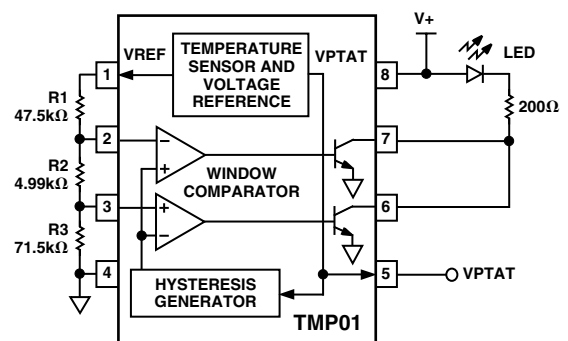 V+
VREF
TEMPERATURE
SENSOR AND
VOLTAGE
REFERENCE
VPTAT
LED
1
8
R1
47.5kΩ
200Ω
2
7
R2
4.99kΩ
WINDOW
COMPARATOR
3
6
R3
71.5kΩ
4
HYSTERESIS
GENERATOR
5
VPTAT
TMP01
− +
+ −